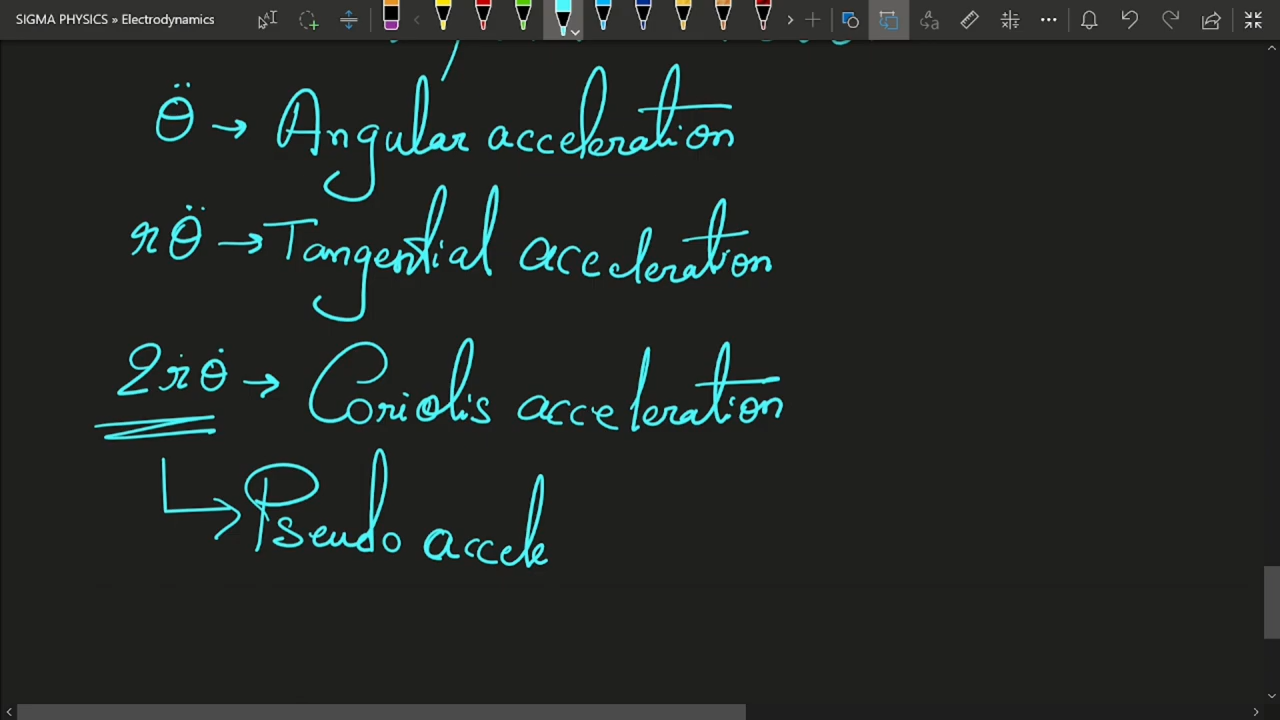 SIGMA PHYSICS » Electrodynamics
θ̈ → Angular acceleration
rθ̈ → Tangential acceleration
2ṙθ̇ → Coriolis acceleration
Pseudo accele